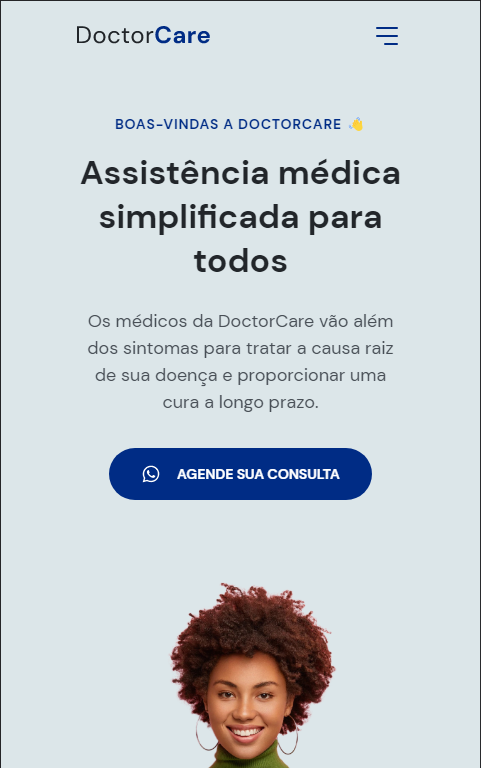 DoctorCare
BOAS-VINDAS A DOCTORCARE 👋
Assistência médica
simplificada para
todos
Os médicos da DoctorCare vão além
dos sintomas para tratar a causa raiz
de sua doença e proporcionar uma
cura a longo prazo.
AGENDE SUA CONSULTA